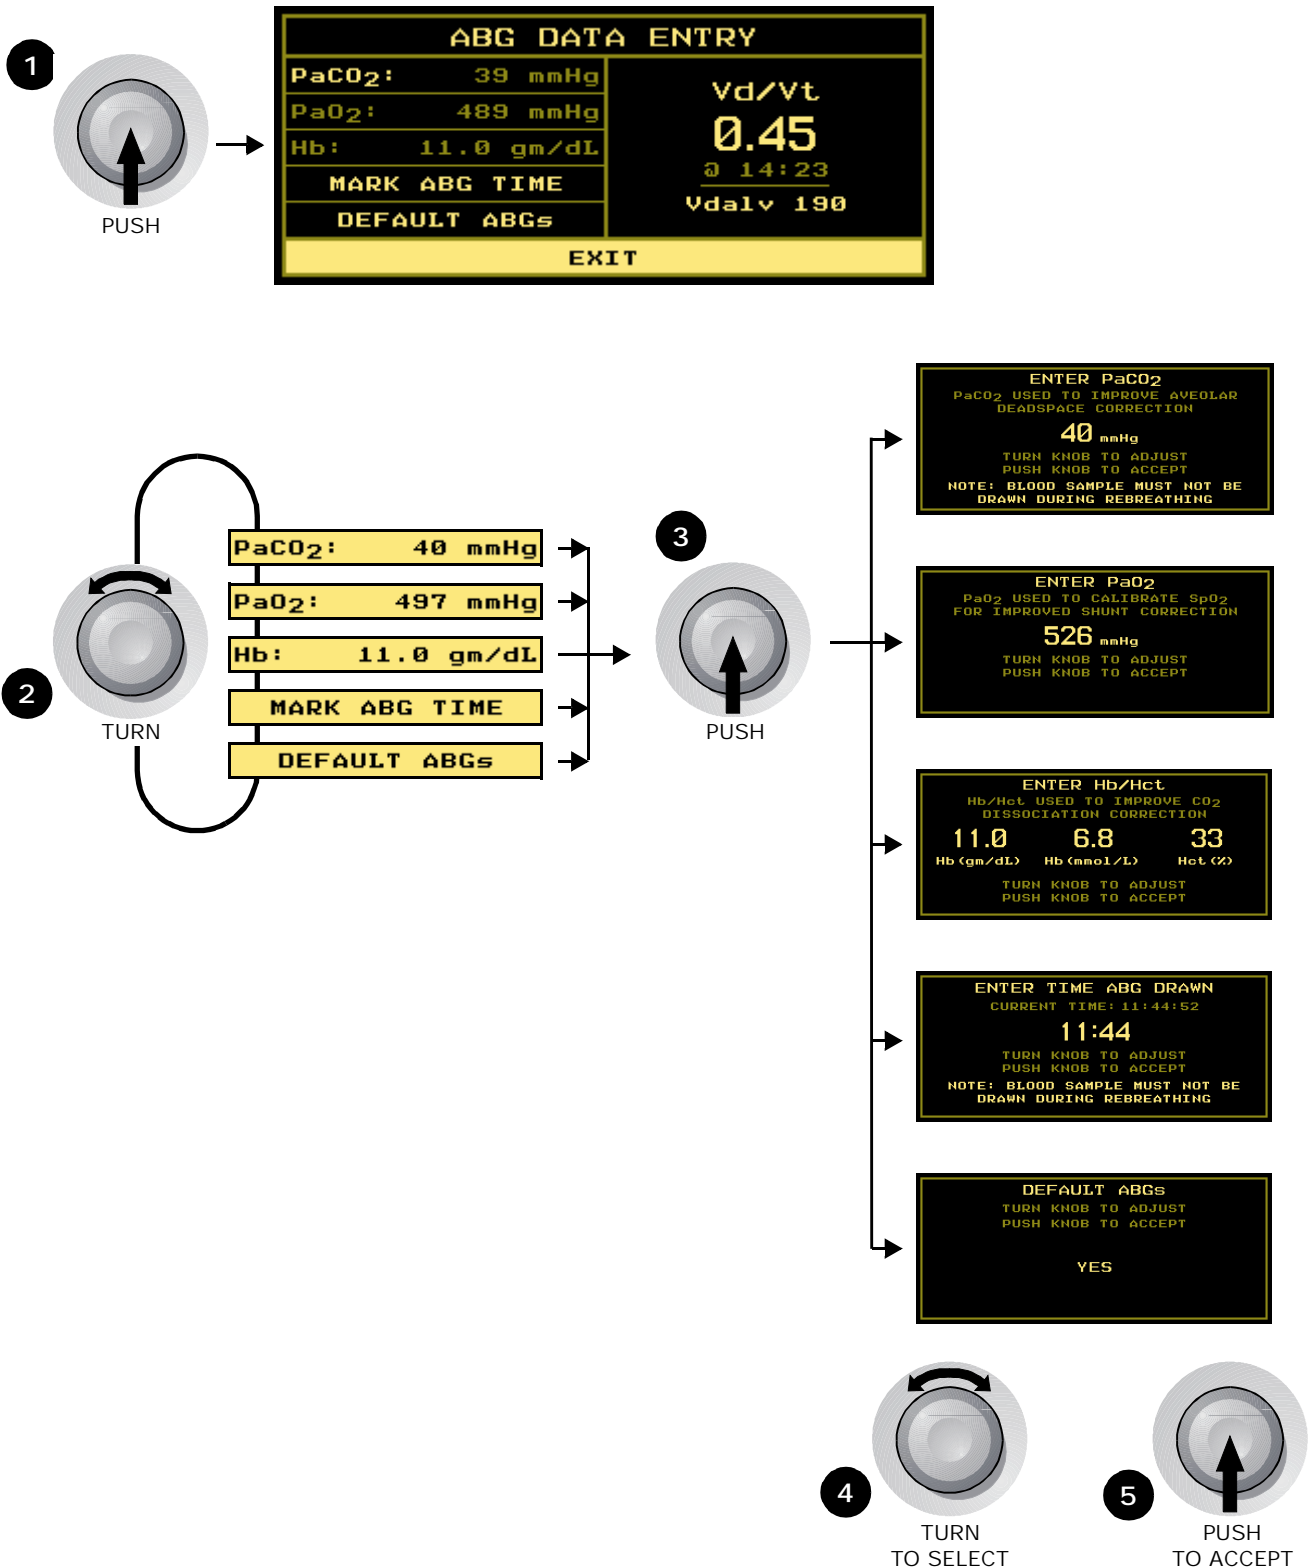 1
PUSH
ABG DATA ENTRY
PaCO2: 39 mmHg
PaO2: 489 mmHg
Hb: 11.0 gm/dL
MARK ABG TIME
DEFAULT ABGs
Vd/Vt
0.45
@ 14:23
Vdalv 190
EXIT
2
TURN
PaCO2: 40 mmHg
PaO2: 497 mmHg
Hb: 11.0 gm/dL
MARK ABG TIME
DEFAULT ABGs
3
PUSH
ENTER PaCO2
PaCO2 USED TO IMPROVE AVEOLAR
DEADSPACE CORRECTION
40 mmHg
TURN KNOB TO ADJUST
PUSH KNOB TO ACCEPT
NOTE: BLOOD SAMPLE MUST NOT BE
DRAWN DURING REBREATHING
ENTER PaO2
PaO2 USED TO CALIBRATE SpO2
FOR IMPROVED SHUNT CORRECTION
526 mmHg
TURN KNOB TO ADJUST
PUSH KNOB TO ACCEPT
ENTER Hb/Hct
Hb/Hct USED TO IMPROVE CO2
DISSOCIATION CORRECTION
11.0 6.8 33
Hb(gm/dL) Hb(mmol/L) Hct(%)
TURN KNOB TO ADJUST
PUSH KNOB TO ACCEPT
ENTER TIME ABG DRAWN
CURRENT TIME: 11:44:52
11:44
TURN KNOB TO ADJUST
PUSH KNOB TO ACCEPT
NOTE: BLOOD SAMPLE MUST NOT BE
DRAWN DURING REBREATHING
DEFAULT ABGs
TURN KNOB TO ADJUST
PUSH KNOB TO ACCEPT
YES
4
TURN
TO SELECT
5
PUSH
TO ACCEPT